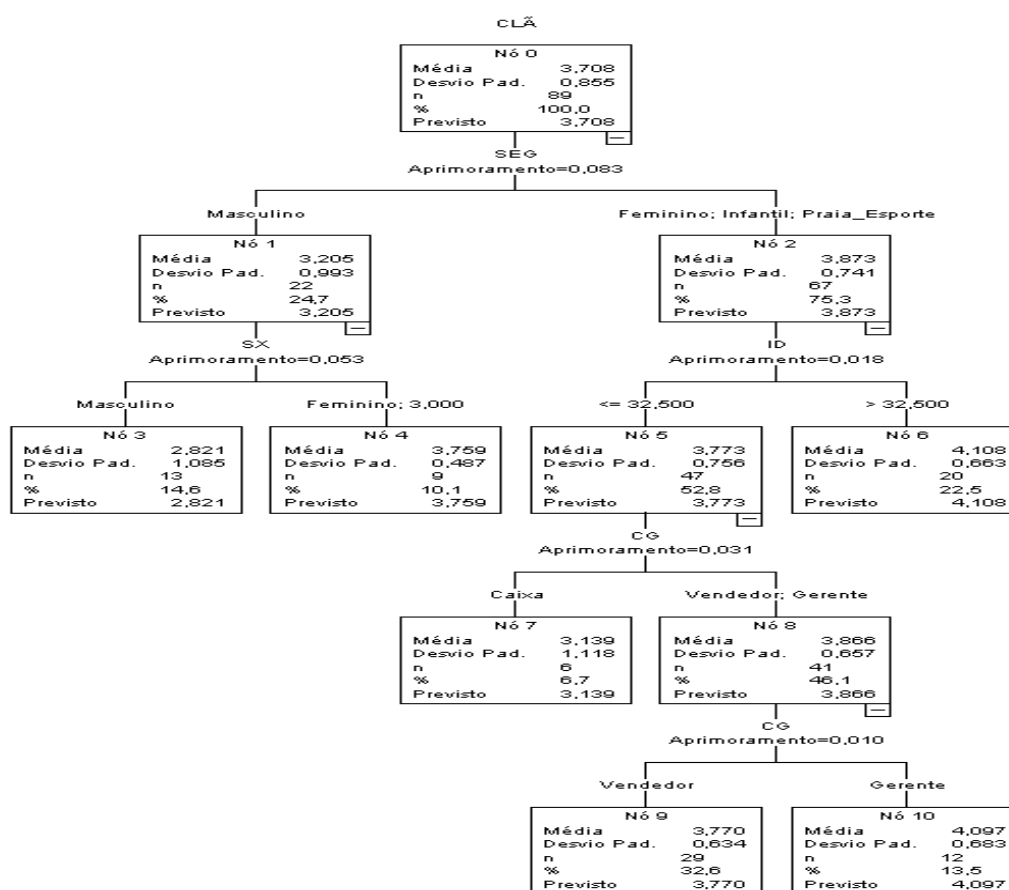 CLÃ
Nó 0
Média 3,708
Desvio Pad. 0,855
n 89
% 100,0
Previsto 3,708
SEG
Aprimoramento=0,083
Masculino
Feminino; Infantil; Praia_Esporte
Nó 1
Média 3,205
Desvio Pad. 0,993
n 22
% 24,7
Previsto 3,205
Nó 2
Média 3,873
Desvio Pad. 0,741
n 67
% 75,3
Previsto 3,873
SX
Aprimoramento=0,053
ID
Aprimoramento=0,018
Masculino
Feminino; 3,000
<= 32,500
> 32,500
Nó 3
Média 2,821
Desvio Pad. 1,085
n 13
% 14,6
Previsto 2,821
Nó 4
Média 3,759
Desvio Pad. 0,487
n 9
% 10,1
Previsto 3,759
Nó 5
Média 3,773
Desvio Pad. 0,756
n 47
% 52,8
Previsto 3,773
Nó 6
Média 4,108
Desvio Pad. 0,663
n 20
% 22,5
Previsto 4,108
CG
Aprimoramento=0,031
Caixa
Vendedor; Gerente
Nó 7
Média 3,139
Desvio Pad. 1,118
n 6
% 6,7
Previsto 3,139
Nó 8
Média 3,866
Desvio Pad. 0,657
n 41
% 46,1
Previsto 3,866
CG
Aprimoramento=0,010
Vendedor
Gerente
Nó 9
Média 3,770
Desvio Pad. 0,634
n 29
% 32,6
Previsto 3,770
Nó 10
Média 4,097
Desvio Pad. 0,683
n 12
% 13,5
Previsto 4,097